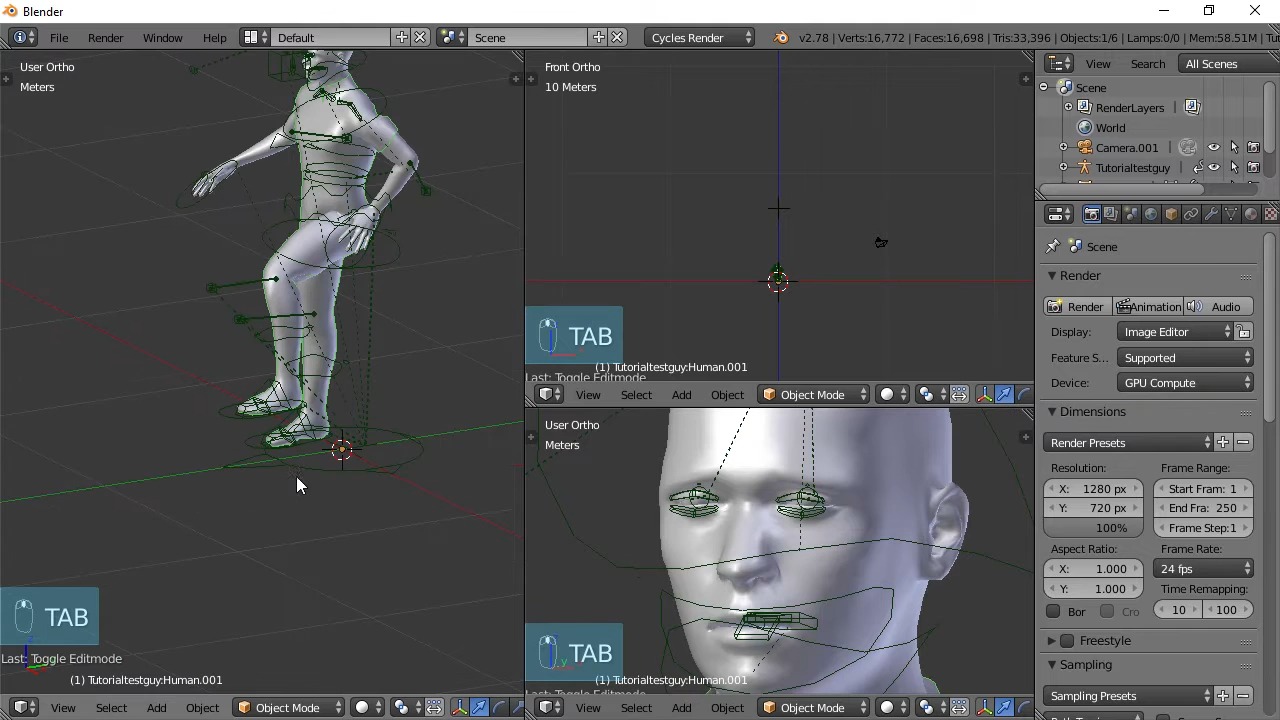 Blender
File Render Window Help Default Scene Cycles Render v2.78 | Verts:16,772 | Faces:16,698 | Tris:33,396 | Objects:1/6 | Lamps:0/0 | Mem:58.51M | Tut
User Ortho
Meters
TAB
Last: Toggle Editmode
(1) Tutorialtestguy:Human.001
View Select Add Object Object Mode
Front Ortho
10 Meters
TAB
(1) Tutorialtestguy:Human.001
Last: Toggle Editmode
View Select Add Object Object Mode
User Ortho
Meters
TAB
(1) Tutorialtestguy:Human.001
Last: Toggle Editmode
View Select Add Object Object Mode
View Search All Scenes
Scene
RenderLayers
World
Camera.001
Tutorialtestguy
Scene
Render
Render Animation Audio
Display: Image Editor
Feature S... Supported
Device: GPU Compute
Dimensions
Render Presets
Resolution: Frame Range:
X: 1280 px Start Fram: 1
Y: 720 px End Fra: 250
100% Frame Step:1
Aspect Ratio: Frame Rate:
X: 1.000 24 fps
Y: 1.000 Time Remapping:
Bor Cro 10 100
Freestyle
Sampling
Sampling Presets